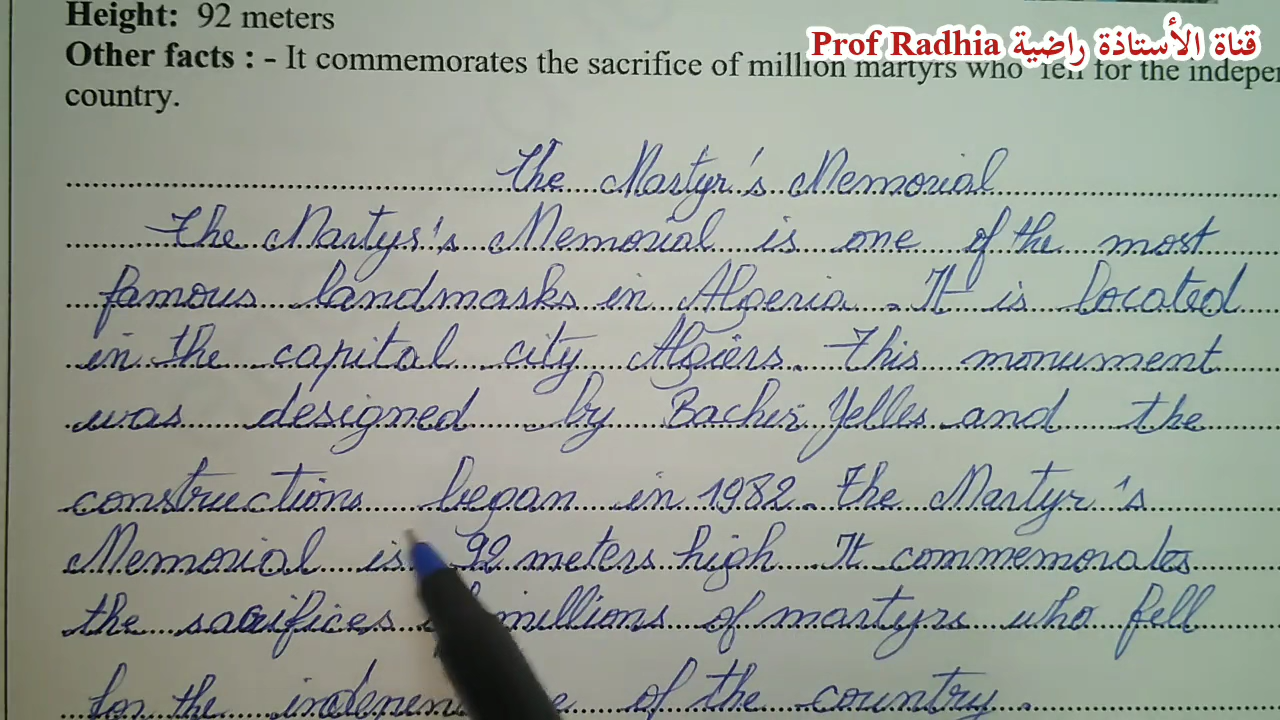 Height: 92 meters
Prof Radhia قناة الأستاذة راضية
Other facts : - It commemorates the sacrifice of million martyrs who fell for the indepen
country.
The Martyr's Memorial
The Martys's Memorial is one of the most
famous landmasks in Algeria . It is located
in the capital city Algiers. This monument
was designed by Bacher Yelles and the
constructions began in 1982. The Martyr's
Memorial is 92 meters high . It commemorates
the sacrifices millions of martyrs who fell
for the of the country .